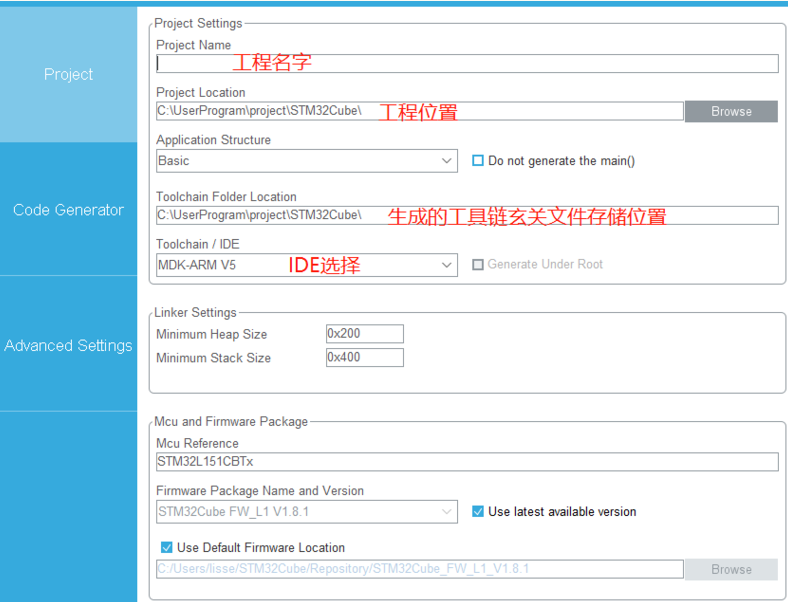 Project
Code Generator
Advanced Settings
Project Settings
Project Name
工程名字
Project Location
C:\UserProgram\project\STM32Cube\ 工程位置 Browse
Application Structure
Basic Do not generate the main()
Toolchain Folder Location
C:\UserProgram\project\STM32Cube\ 生成的工具链玄关文件存储位置
Toolchain / IDE
MDK-ARM V5 IDE选择 Generate Under Root
Linker Settings
Minimum Heap Size 0x200
Minimum Stack Size 0x400
Mcu and Firmware Package
Mcu Reference
STM32L151CBTx
Firmware Package Name and Version
STM32Cube FW_L1 V1.8.1 Use latest available version
Use Default Firmware Location
C:/Users/lisse/STM32Cube/Repository/STM32Cube_FW_L1_V1.8.1 Browse